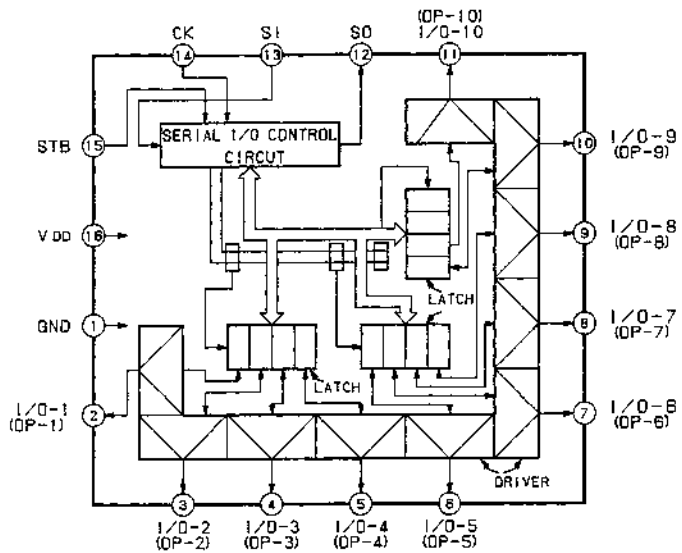 (OP-10)
CK SI SO I/O-10
14 13 12 11
SERIAL I/O CONTROL
CIRCUT
STB 15
10 I/O-9
(OP-9)
VDD 16
9 I/O-8
(OP-8)
LATCH
GND 1
8 I/O-7
(OP-7)
LATCH
I/O-1
(OP-1)
2
7 I/O-6
(OP-6)
DRIVER
3 4 5 6
I/O-2 I/O-3 I/O-4 I/O-5
(OP-2) (OP-3) (OP-4) (OP-5)